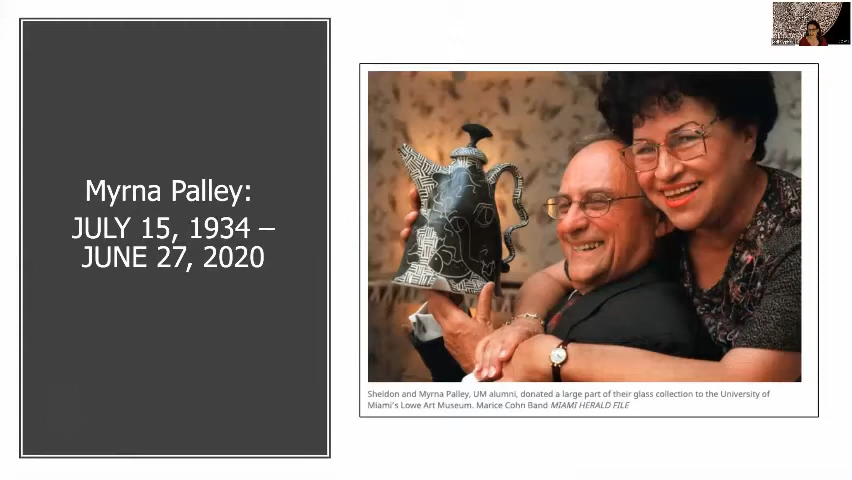 Myrna Palley:
JULY 15, 1934 –
JUNE 27, 2020
Sheldon and Myrna Palley, UM alumni, donated a large part of their glass collection to the University of
Miami's Lowe Art Museum. Marice Cohn Band MIAMI HERALD FILE